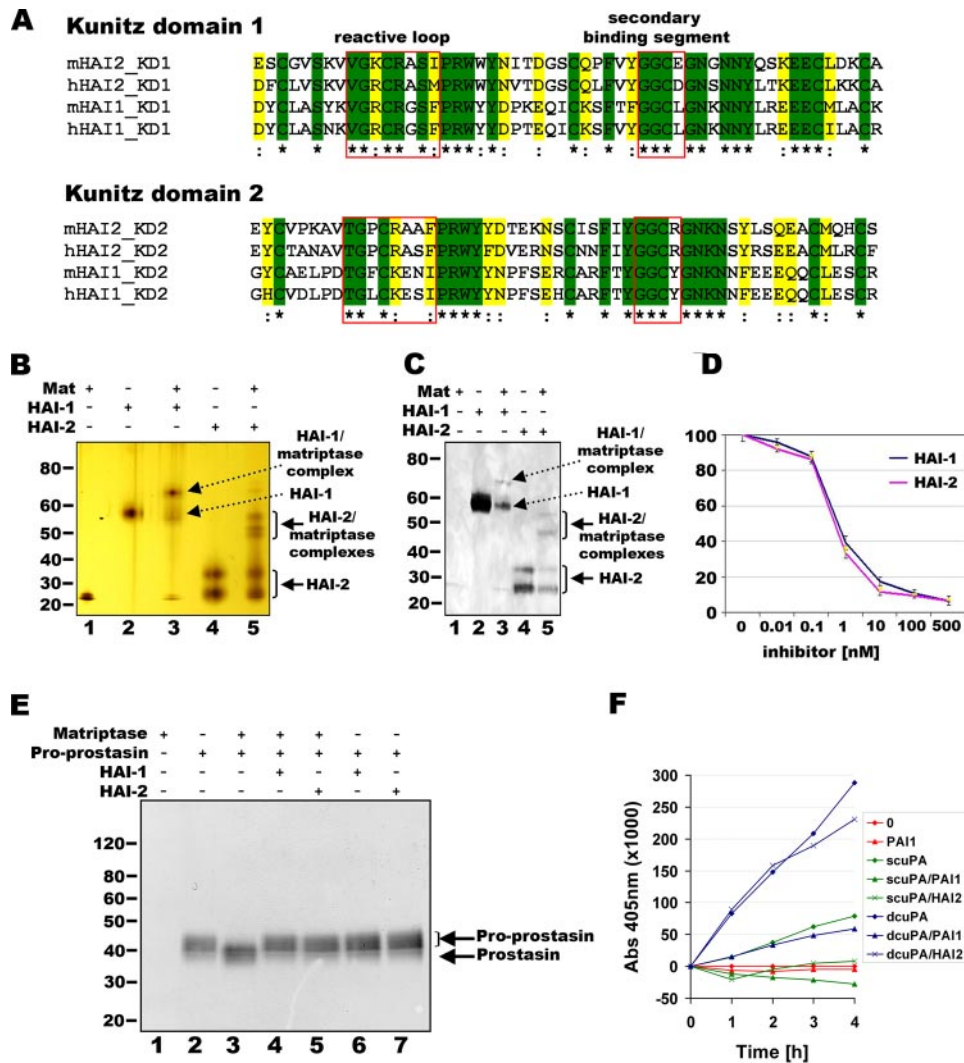 A
Kunitz domain 1
reactive loop
secondary
binding segment
mHAI2_KD1 ESCGVSKVVGKCRASIPRWWYNITDGSCQPFVYGGCEGNGNNYQSKEECLDKCA
hHAI2_KD1 DFCLVSKVVGRCRASMPRWWYNVTDGSCQLFVYGGCDGNSNNYLTKEECLKKCA
mHAI1_KD1 DYCLASYKVGRCRGSFPRWYYDPKEQICKSFTFGGCLGNKNNYLREEECMLACK
hHAI1_KD1 DYCLASNKVGRCRGSFPRWYYDPTEQICKSFVYGGCLGNKNNYLREEECILACR
: * * **:***:****:: : * : ***** ***** ***: *
Kunitz domain 2
mHAI2_KD2 EYCVPKAVTGPCRAAFPRWYYDTEKNSCISFIYGGCRGNKNSYLSQEACMQHCS
hHAI2_KD2 EYCTANAVTGPCRASFPRWYFDVERNSCNNFIYGGCRGNKNSYRSEEACMLRCF
mHAI1_KD2 GYCAELPDTGFCKENIPRWYYNPFSERCARFTYGGCYGNKNNFEEEQQCLESCR
hHAI1_KD2 GHCVDLPDTGLCKESIPRWYYNPFSEHCARFTYGGCYGNKNNFEEEQQCLESCR
:* ** *: :****:: : * * ***** ****: :: * *
B
Mat + - + - +
HAI-1 - + + - -
HAI-2 - - - + +
80
60
50
30
20
HAI-1/
matriptase
complex
HAI-1
HAI-2/
matriptase
complexes
HAI-2
1 2 3 4 5
C
Mat + - + - +
HAI-1 - + + - -
HAI-2 - - - + +
80
60
50
40
30
20
HAI-1/
matriptase
complex
HAI-1
HAI-2/
matriptase
complexes
HAI-2
1 2 3 4 5
D
100
80
60
40
20
0
HAI-1
HAI-2
0 0.01 0.1 1 10 100 500
inhibitor [nM]
E
Matriptase + - + + + - -
Pro-prostasin - + + + + + +
HAI-1 - - - + - + -
HAI-2 - - - - + - +
120
80
60
40
30
20
Pro-prostasin
Prostasin
1 2 3 4 5 6 7
F
Abs 405nm (x1000)
300
250
200
150
100
50
0
-50
0 1 2 3 4
Time [h]
0
PAI1
scuPA
scuPA/PAI1
scuPA/HAI2
dcuPA
dcuPA/PAI1
dcuPA/HAI2